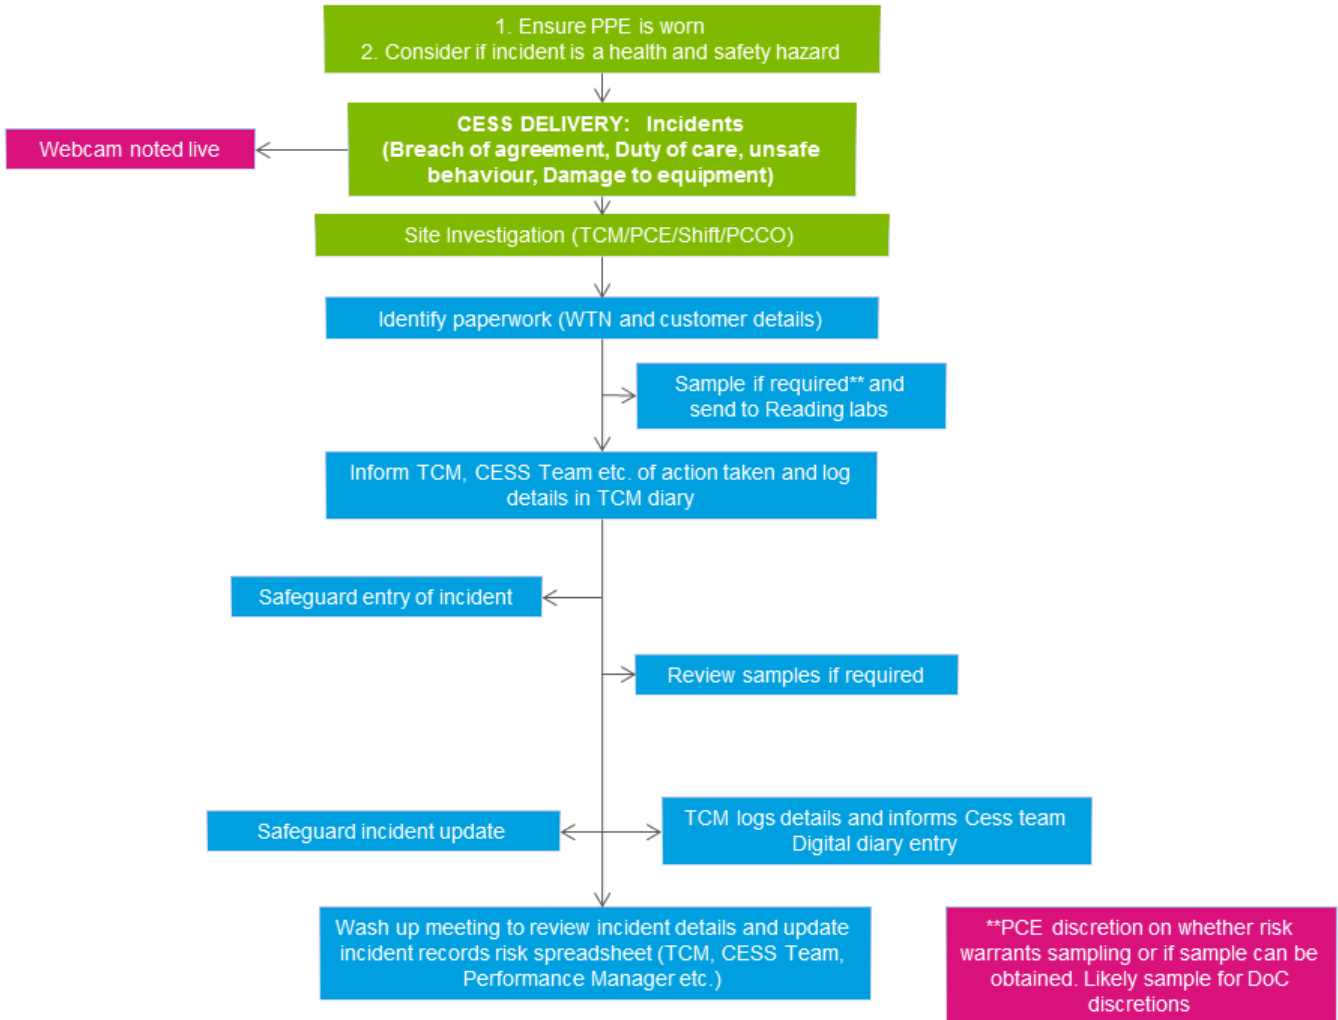 1. Ensure PPE is worn
2. Consider if incident is a health and safety hazard
CESS DELIVERY: Incidents
(Breach of agreement, Duty of care, unsafe
behaviour, Damage to equipment)
Webcam noted live
Site Investigation (TCM/PCE/Shift/PCCO)
Identify paperwork (WTN and customer details)
Sample if required** and
send to Reading labs
Inform TCM, CESS Team etc. of action taken and log
details in TCM diary
Safeguard entry of incident
Review samples if required
Safeguard incident update
TCM logs details and informs Cess team
Digital diary entry
Wash up meeting to review incident details and update
incident records risk spreadsheet (TCM, CESS Team,
Performance Manager etc.)
**PCE discretion on whether risk
warrants sampling or if sample can be
obtained. Likely sample for DoC
discretions